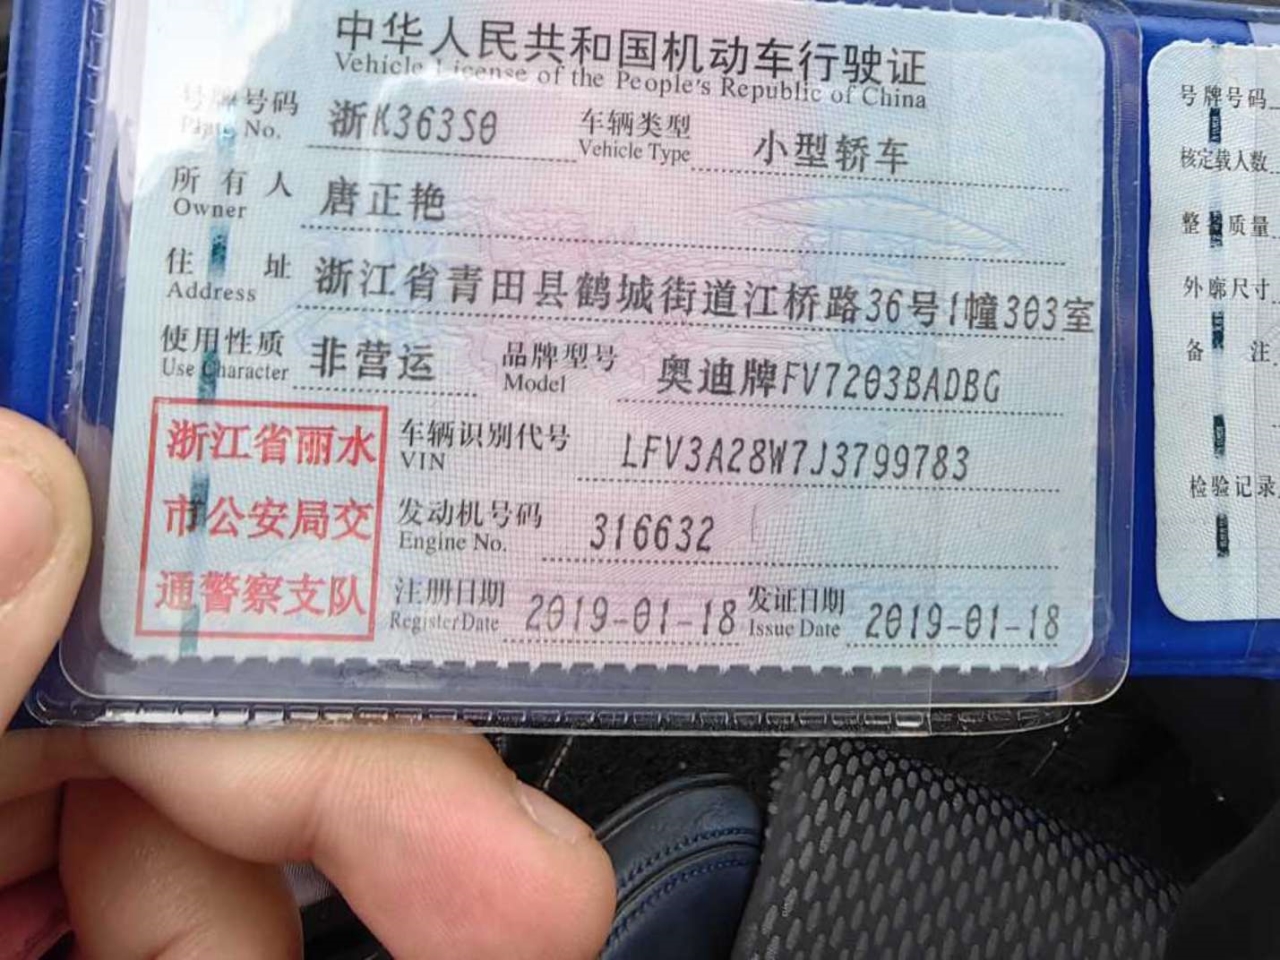 中华人民共和国机动车行驶证
Vehicle License of the People's Republic of China
号牌号码 浙K363S0 车辆类型 小型轿车
Plate No. Vehicle Type
所有人 唐正艳
Owner
住址 浙江省青田县鹤城街道江桥路36号1幢303室
Address
使用性质 非营运 品牌型号 奥迪牌FV7203BADBG
Use Character Model
浙江省丽水
市公安局交
通警察支队
车辆识别代号 LFV3A28W7J3799783
VIN
发动机号码 316632
Engine No.
注册日期 2019-01-18 发证日期 2019-01-18
Register Date Issue Date
号牌号码
核定载人数
整备质量
外廓尺寸
备注
检验记录